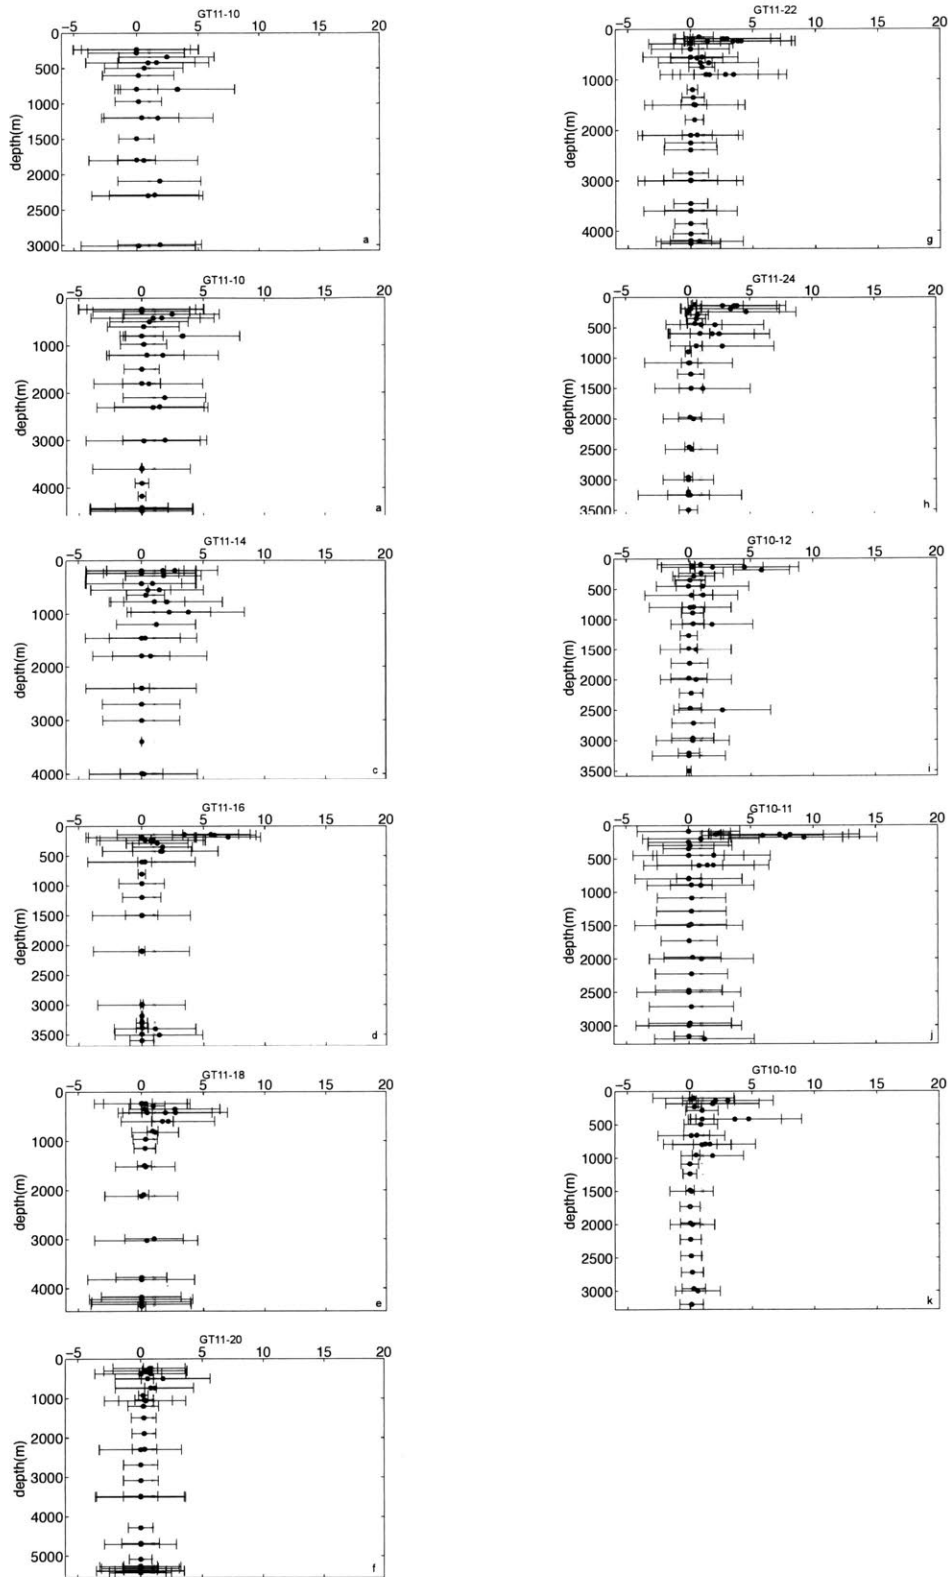 GT11-10
−5 0 5 10 15 20
0
500
1000
1500
2000
2500
3000
depth(m)
a
GT11-10
−5 0 5 10 15 20
0
1000
2000
3000
4000
depth(m)
a
GT11-14
−5 0 5 10 15 20
0
1000
2000
3000
4000
depth(m)
c
GT11-16
−5 0 5 10 15 20
0
500
1000
1500
2000
2500
3000
3500
depth(m)
d
GT11-18
−5 0 5 10 15 20
0
1000
2000
3000
4000
depth(m)
e
GT11-20
−5 0 5 10 15 20
0
1000
2000
3000
4000
5000
depth(m)
f
GT11-22
−5 0 5 10 15 20
0
1000
2000
3000
4000
depth(m)
g
GT11-24
−5 0 5 10 15 20
0
500
1000
1500
2000
2500
3000
3500
depth(m)
h
GT10-12
−5 0 5 10 15 20
0
500
1000
1500
2000
2500
3000
3500
depth(m)
i
GT10-11
−5 0 5 10 15 20
0
500
1000
1500
2000
2500
3000
depth(m)
j
GT10-10
−5 0 5 10 15 20
0
500
1000
1500
2000
2500
3000
depth(m)
k